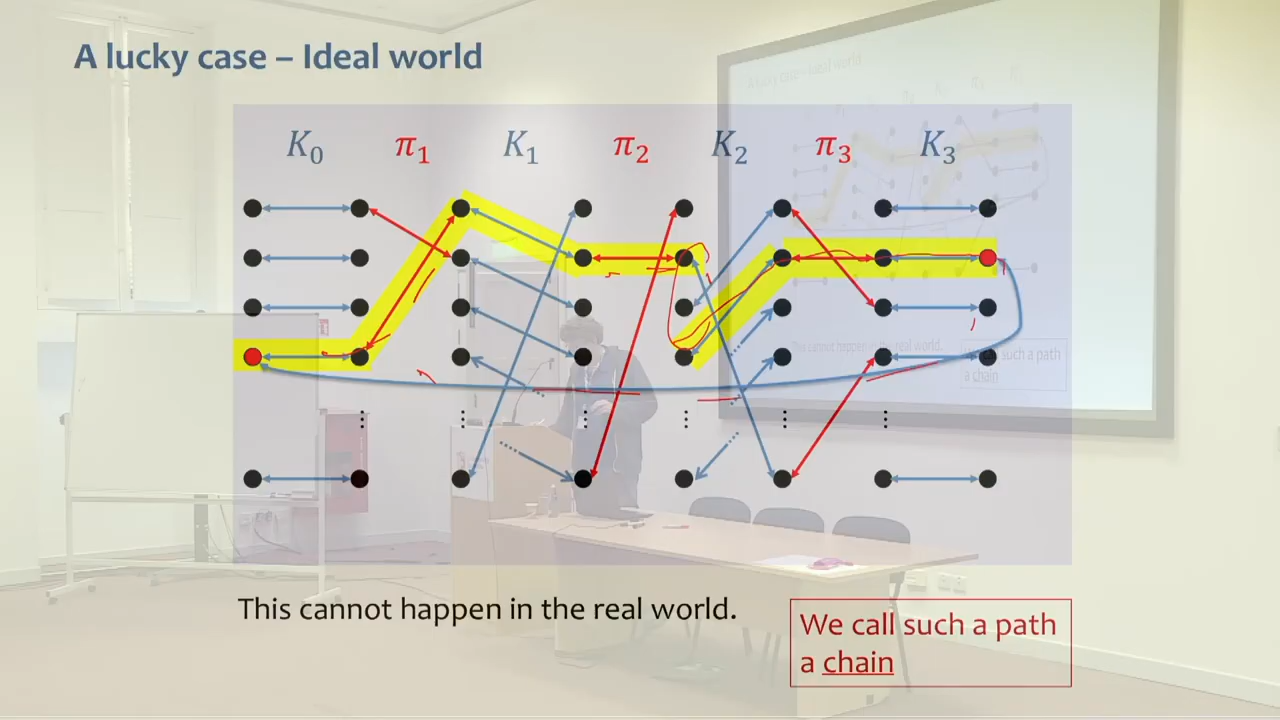 A lucky case – Ideal world
K₀ π₁ K₁ π₂ K₂ π₃ K₃
This cannot happen in the real world.
We call such a path
a chain